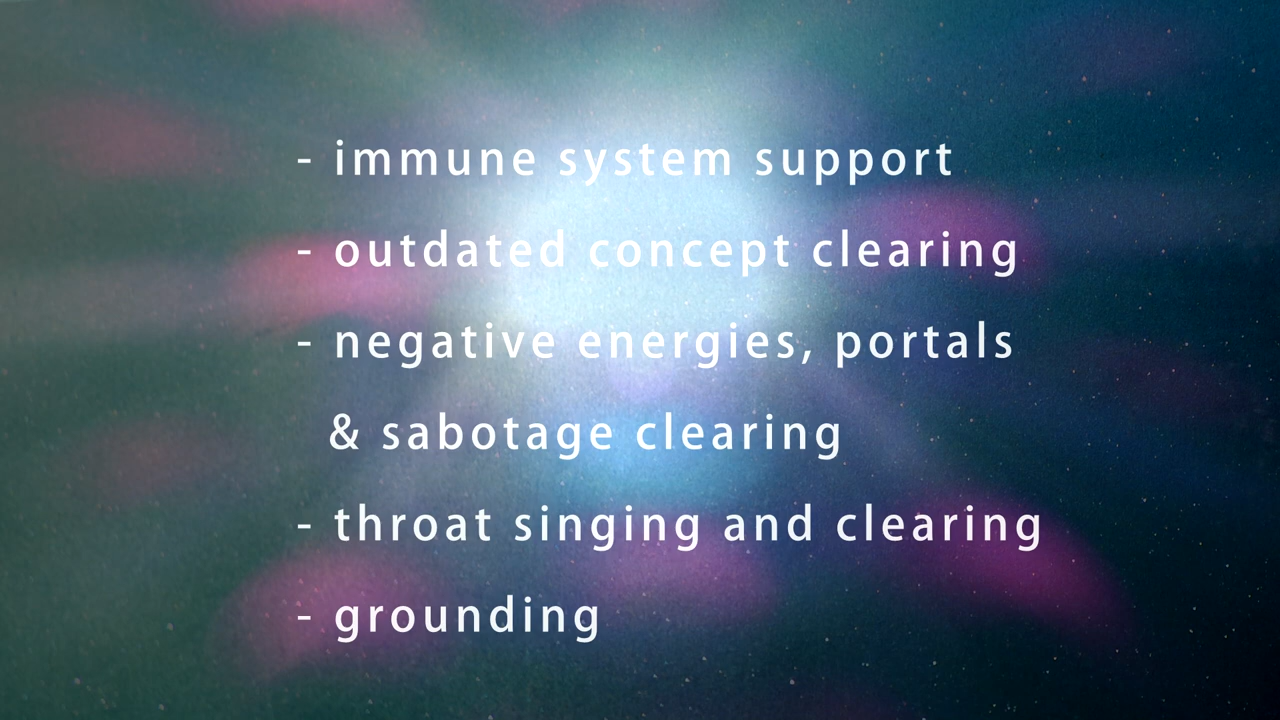 - immune system support
- outdated concept clearing
- negative energies, portals
& sabotage clearing
- throat singing and clearing
- grounding